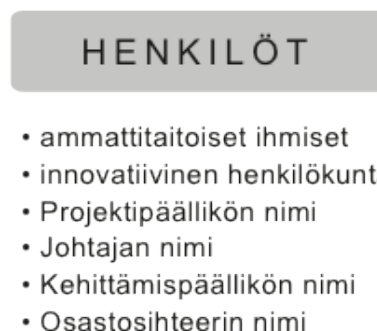 HENKILÖT
• ammattitaitoiset ihmiset
• innovatiivinen henkilökunt
• Projektipäällikön nimi
• Johtajan nimi
• Kehittämispäällikön nimi
• Osastosihteerin nimi